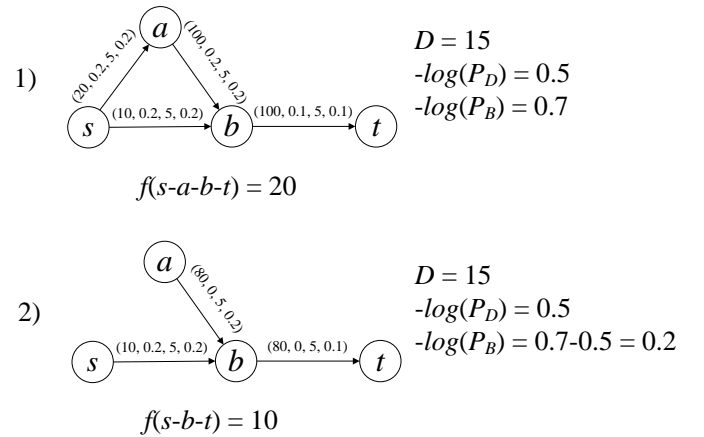 1)
a
(20, 0.2, 5, 0.2)
(100, 0.2, 5, 0.2)
s
(10, 0.2, 5, 0.2)
b
(100, 0.1, 5, 0.1)
t
D = 15
-log(P_D) = 0.5
-log(P_B) = 0.7
f(s-a-b-t) = 20
2)
a
(80, 0, 5, 0.2)
s
(10, 0.2, 5, 0.2)
b
(80, 0, 5, 0.1)
t
D = 15
-log(P_D) = 0.5
-log(P_B) = 0.7-0.5 = 0.2
f(s-b-t) = 10